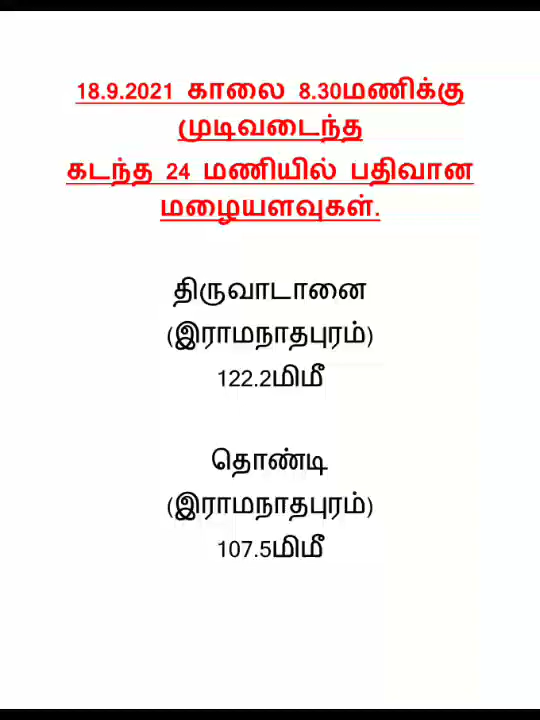 18.9.2021 காலை 8.30மணிக்கு
முடிவடைந்த
கடந்த 24 மணியில் பதிவான
மழையளவுகள்.
திருவாடானை
(இராமநாதபுரம்)
122.2மிமீ
தொண்டி
(இராமநாதபுரம்)
107.5மிமீ